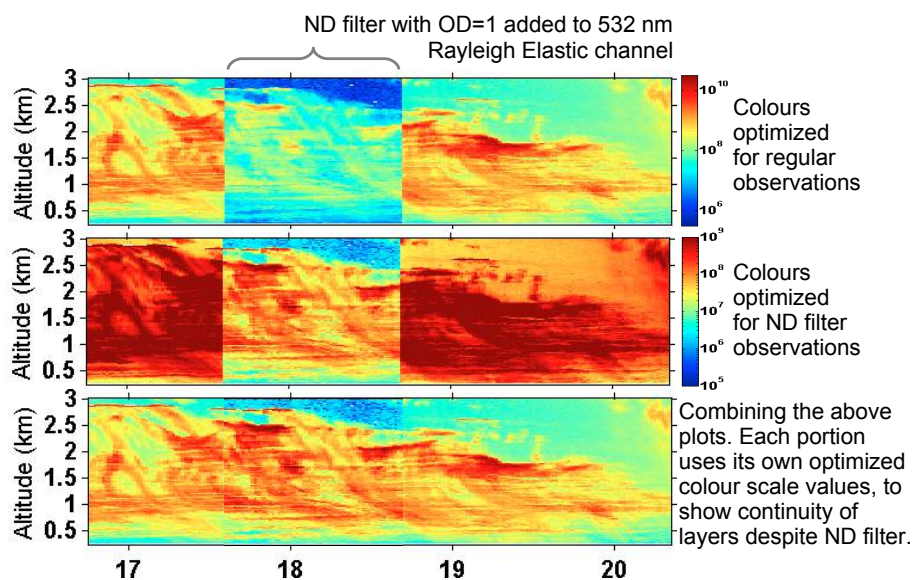 ND filter with OD=1 added to 532 nm
Rayleigh Elastic channel
Altitude (km)
3
2.5
2
1.5
1
0.5
10¹⁰
10⁸
10⁶
Colours
optimized
for regular
observations
Altitude (km)
3
2.5
2
1.5
1
0.5
10⁹
10⁸
10⁷
10⁶
10⁵
Colours
optimized
for ND filter
observations
Altitude (km)
3
2.5
2
1.5
1
0.5
Combining the above
plots. Each portion
uses its own optimized
colour scale values, to
show continuity of
layers despite ND filter.
17 18 19 20